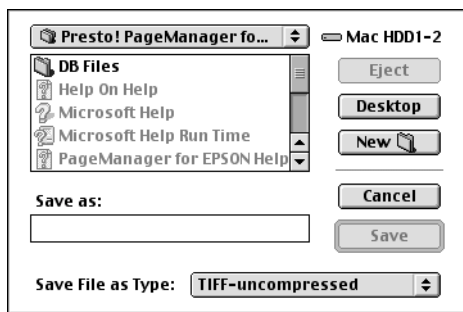 Presto! PageManager fo...
Mac HDD1-2
DB Files
Help On Help
Microsoft Help
Microsoft Help Run Time
PageManager for EPSON Help
Eject
Desktop
New
Save as:
Cancel
Save
Save File as Type: TIFF-uncompressed